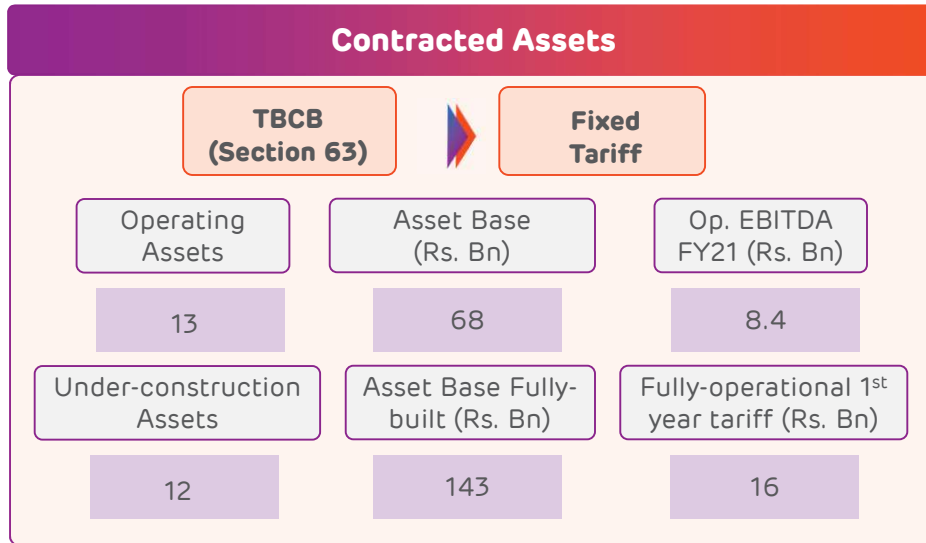 Contracted Assets
TBCB
(Section 63)
Fixed
Tariff
Operating
Assets
Asset Base
(Rs. Bn)
Op. EBITDA
FY21 (Rs. Bn)
13
68
8.4
Under-construction
Assets
Asset Base Fully-
built (Rs. Bn)
Fully-operational 1st
year tariff (Rs. Bn)
12
143
16